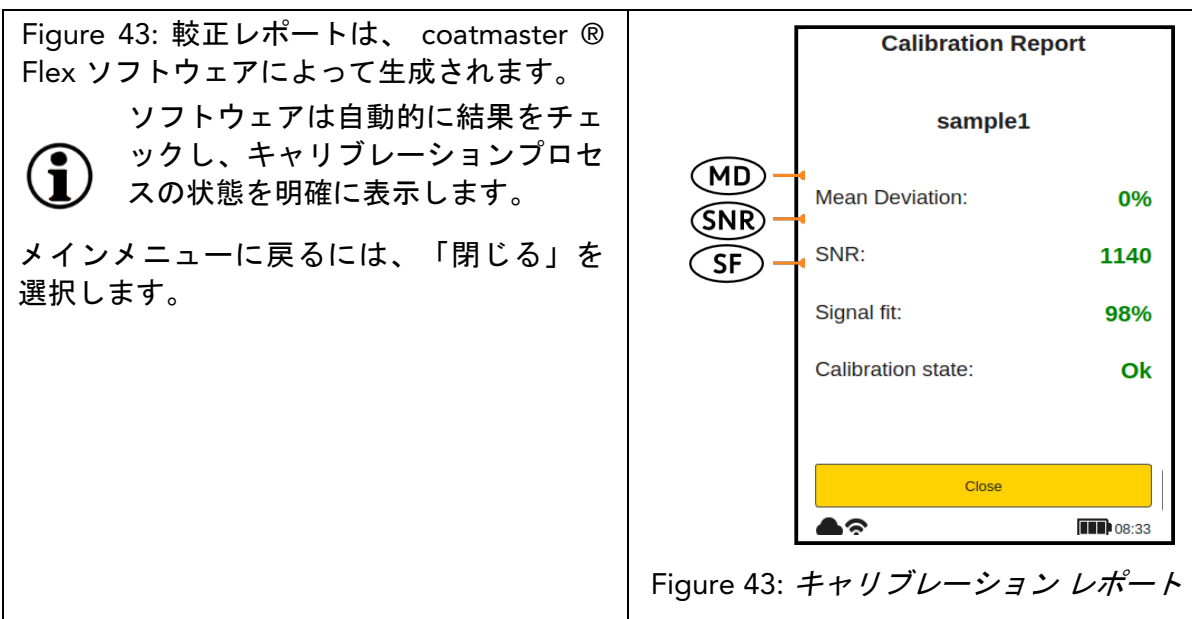 Figure 43: 較正レポートは、 coatmaster ®
Flex ソフトウェアによって生成されます。
ソフトウェアは自動的に結果をチェ
ックし、キャリブレーションプロセ
スの状態を明確に表示します。
メインメニューに戻るには、「閉じる」を
選択します。
Calibration Report
sample1
MD
Mean Deviation: 0%
SNR
SNR: 1140
SF
Signal fit: 98%
Calibration state: Ok
Close
08:33
Figure 43: キャリブレーション レポート